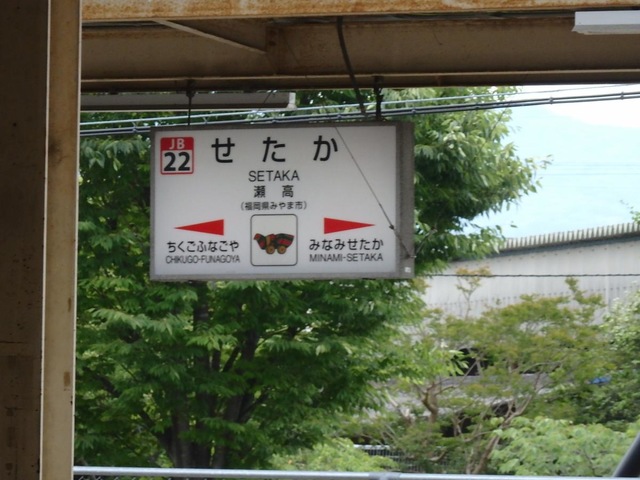 JB
22
せたか
SETAKA
瀬高
(福岡県みやま市)
ちくごふなごや
CHIKUGO-FUNAGOYA
みなみせたか
MINAMI-SETAKA